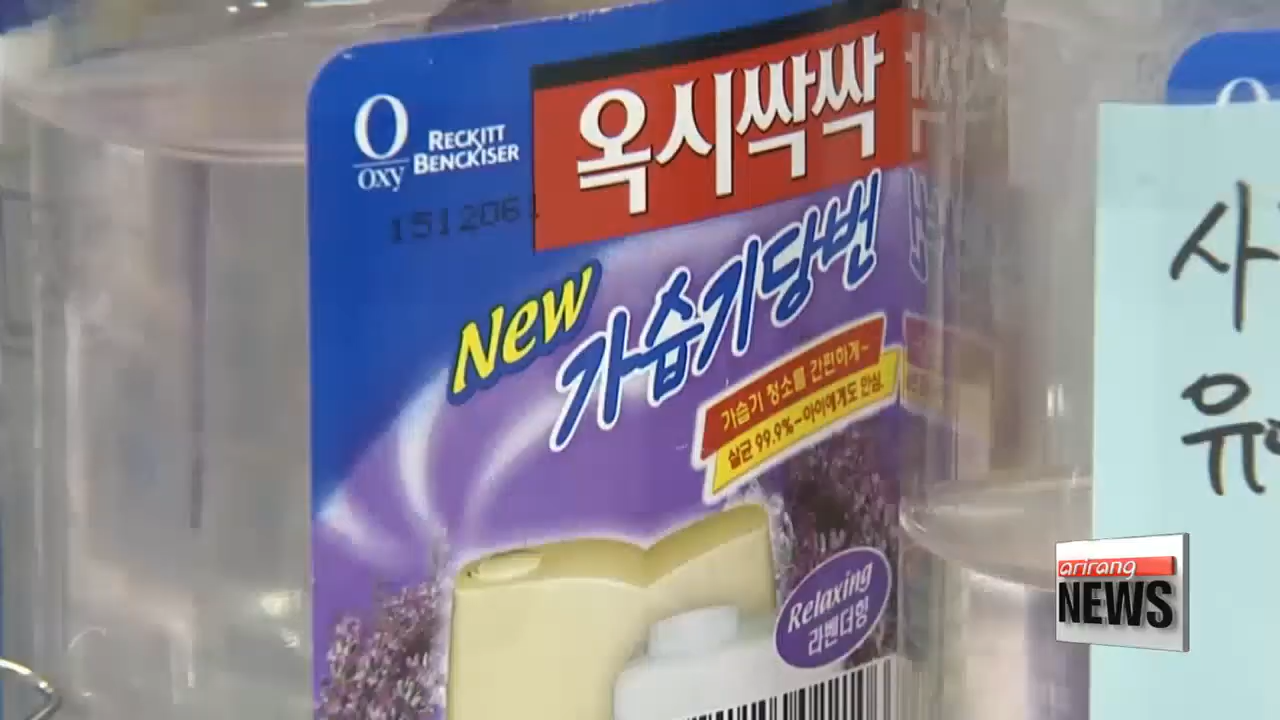 O
oxy
RECKITT
BENCKISER
옥시싹싹
151206
New
가습기당번
가습기 청소를 간편하게~
살균 99.9%~아이에게도 안심.
Relaxing
라벤더향
사
유
arirang
NEWS